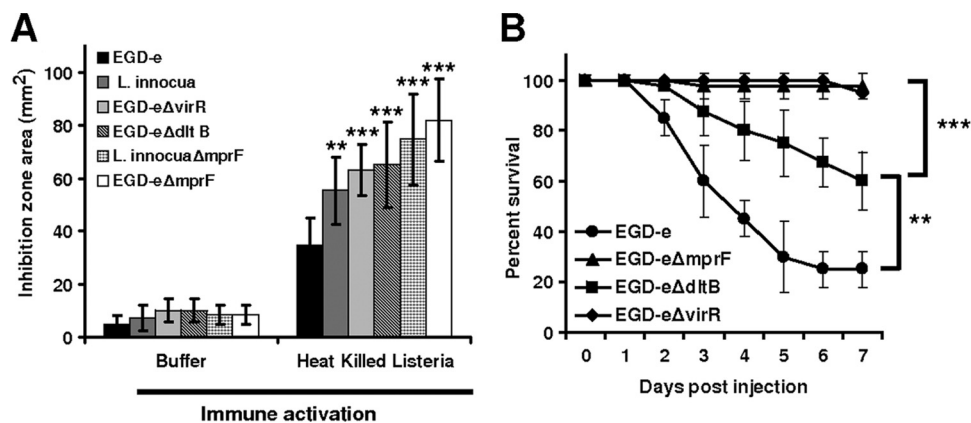 A
Inhibition zone area (mm²)
100
80
60
40
20
0
EGD-e
L. innocua
EGD-eΔvirR
EGD-eΔdlt B
L. innocuaΔmprF
EGD-eΔmprF
**
***
***
***
***
Buffer
Heat Killed Listeria
Immune activation
B
Percent survival
100
80
60
40
20
0
EGD-e
EGD-eΔmprF
EGD-eΔdltB
EGD-eΔvirR
***
**
0 1 2 3 4 5 6 7
Days post injection